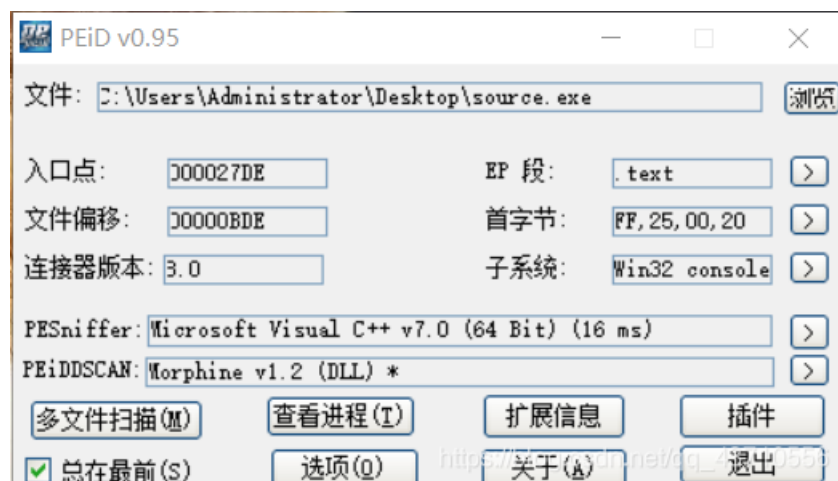 PEiD v0.95
文件: C:\Users\Administrator\Desktop\source.exe 浏览
入口点: 000027DE EP 段: .text >
文件偏移: 00000BDE 首字节: FF,25,00,20 >
连接器版本: 8.0 子系统: Win32 console >
PESniffer: Microsoft Visual C++ v7.0 (64 Bit) (16 ms) >
PEiDDSCAN: Morphine v1.2 (DLL) * >
多文件扫描(M) 查看进程(T) 扩展信息 插件
总在最前(S) 选项(O) 关于(A) 退出